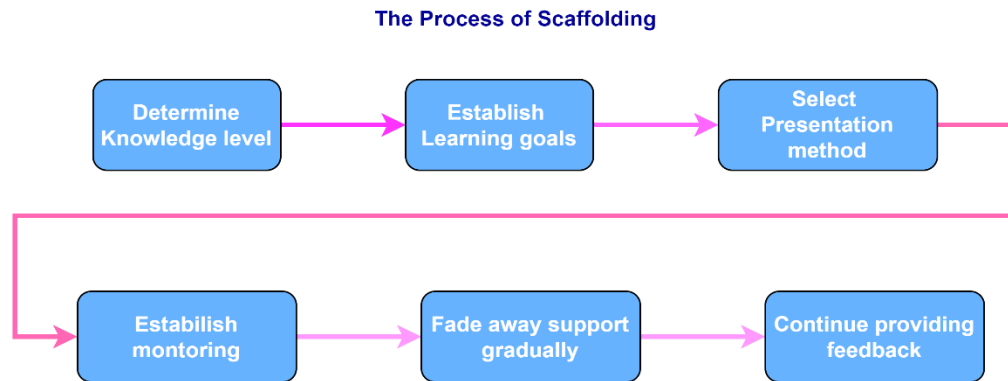 The Process of Scaffolding
Determine
Knowledge level
Establish
Learning goals
Select
Presentation
method
Estabilish
montoring
Fade away support
gradually
Continue providing
feedback